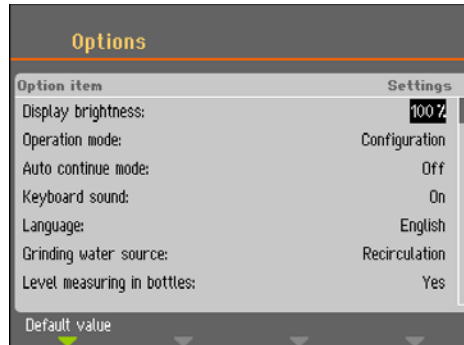 Options
Option item Settings
Display brightness: 100 %
Operation mode: Configuration
Auto continue mode: Off
Keyboard sound: On
Language: English
Grinding water source: Recirculation
Level measuring in bottles: Yes
Default value